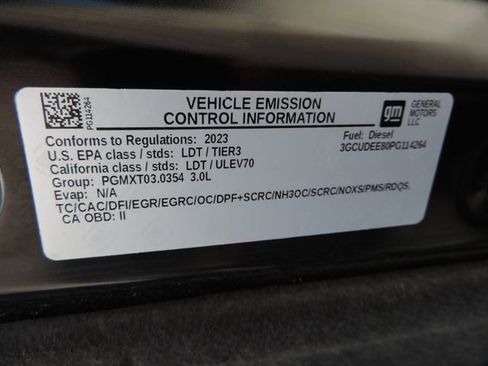 PG114264
VEHICLE EMISSION
CONTROL INFORMATION
gm
GENERAL
MOTORS
LLC
Conforms to Regulations: 2023
Fuel: Diesel
U.S. EPA class / stds: LDT / TIER3
3GCUDEE80PG114264
California class / stds: LDT / ULEV70
Group: PGMXT03.0354 3.0L
Evap: N/A
TC/CAC/DFI/EGR/EGRC/OC/DPF+SCRC/NH3OC/SCRC/NOXS/PMS/RDQS,
CA OBD: II